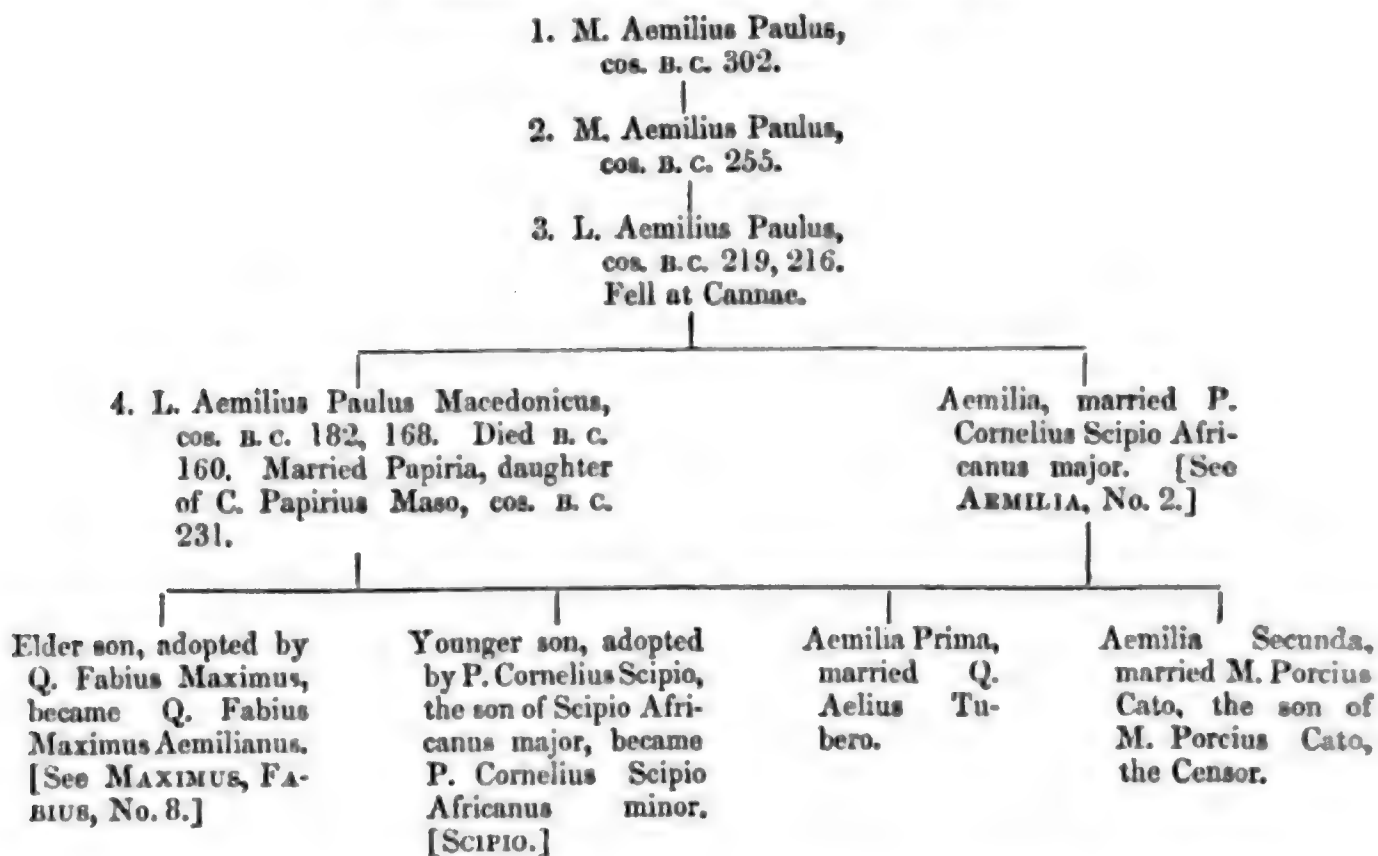 1. M. Aemilius Paulus,
cos. B. C. 302.
2. M. Aemilius Paulus,
cos. B. C. 255.
3. L. Aemilius Paulus,
cos. B. C. 219, 216.
Fell at Cannae.
4. L. Aemilius Paulus Macedonicus,
cos. B. C. 182, 168. Died B. C.
160. Married Papiria, daughter
of C. Papirius Maso, cos. B. C.
231.
Aemilia, married P.
Cornelius Scipio Afri-
canus major. [See
AEMILIA, No. 2.]
Elder son, adopted by
Q. Fabius Maximus,
became Q. Fabius
Maximus Aemilianus.
[See MAXIMUS, FA-
BIUS, No. 8.]
Younger son, adopted
by P. Cornelius Scipio,
the son of Scipio Afri-
canus major, became
P. Cornelius Scipio
Africanus minor.
[SCIPIO.]
Aemilia Prima,
married Q.
Aelius Tu-
bero.
Aemilia Secunda,
married M. Porcius
Cato, the son of
M. Porcius Cato,
the Censor.